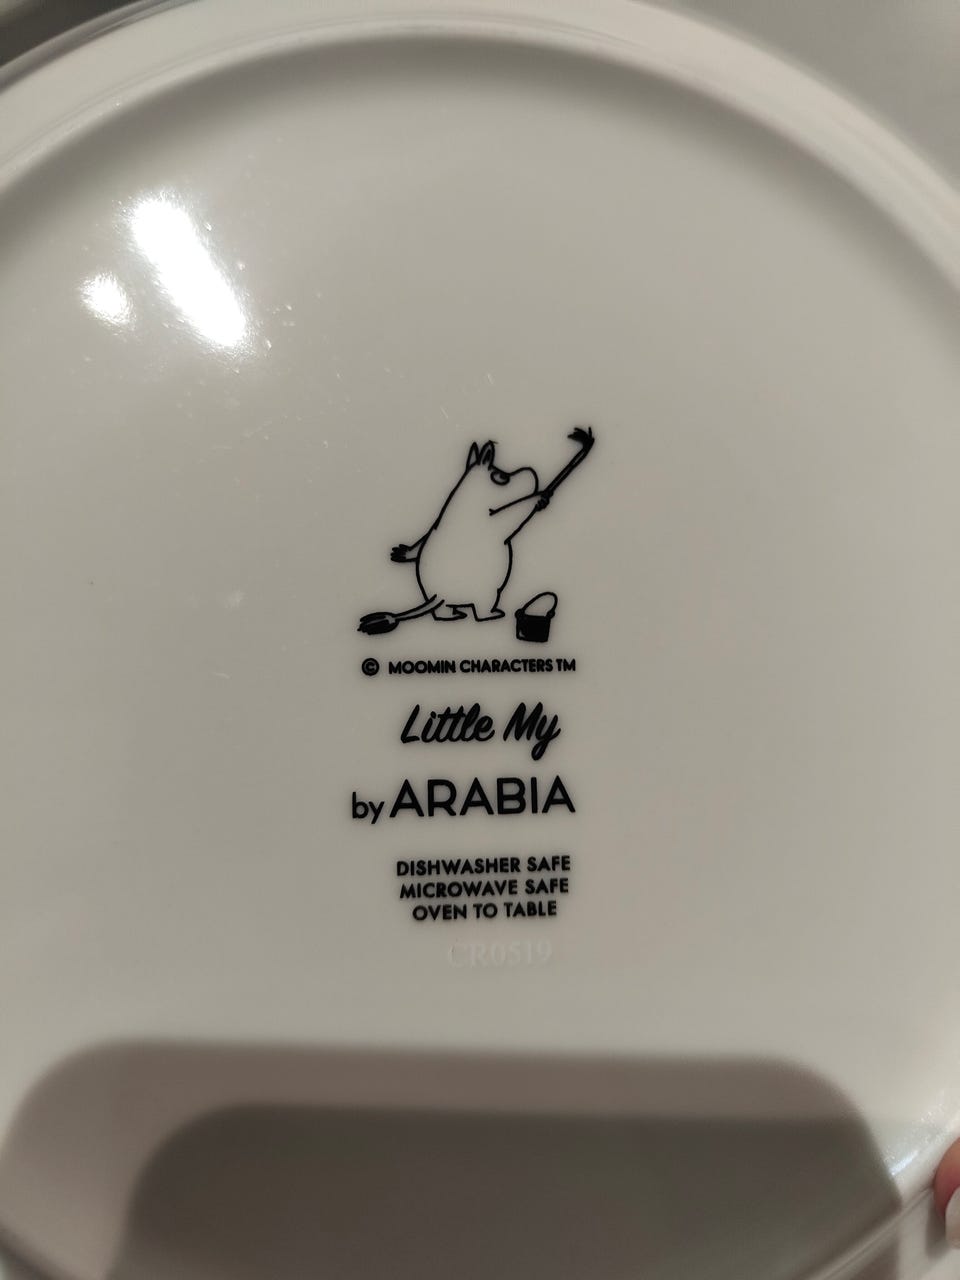 © MOOMIN CHARACTERS TM
Little My
by ARABIA
DISHWASHER SAFE
MICROWAVE SAFE
OVEN TO TABLE
CR0519